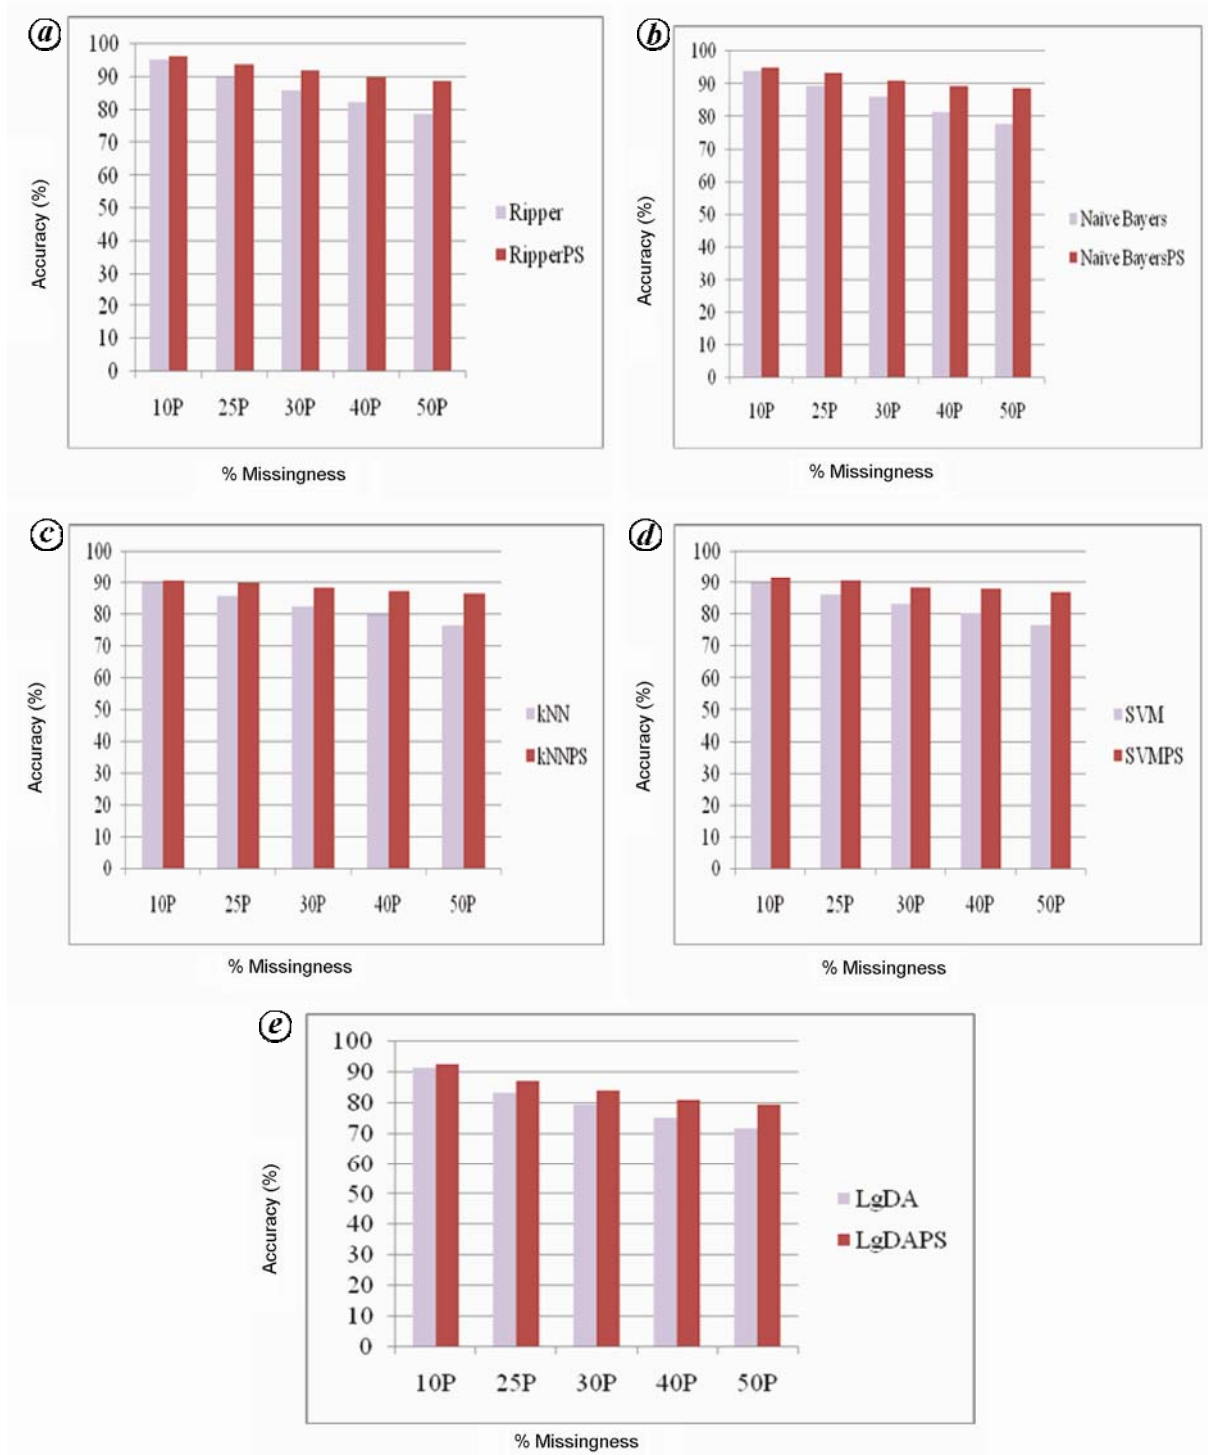 a
100
90
80
70
60
50
40
30
20
10
0
Accuracy (%)
10P 25P 30P 40P 50P
% Missingness
Ripper
RipperPS
b
100
90
80
70
60
50
40
30
20
10
0
Accuracy (%)
10P 25P 30P 40P 50P
% Missingness
Naïve Bayers
Naïve BayersPS
c
100
90
80
70
60
50
40
30
20
10
0
Accuracy (%)
10P 25P 30P 40P 50P
% Missingness
kNN
kNNPS
d
100
90
80
70
60
50
40
30
20
10
0
Accuracy (%)
10P 25P 30P 40P 50P
% Missingness
SVM
SVMPS
e
100
90
80
70
60
50
40
30
20
10
0
Accuracy (%)
10P 25P 30P 40P 50P
% Missingness
LgDA
LgDAPS